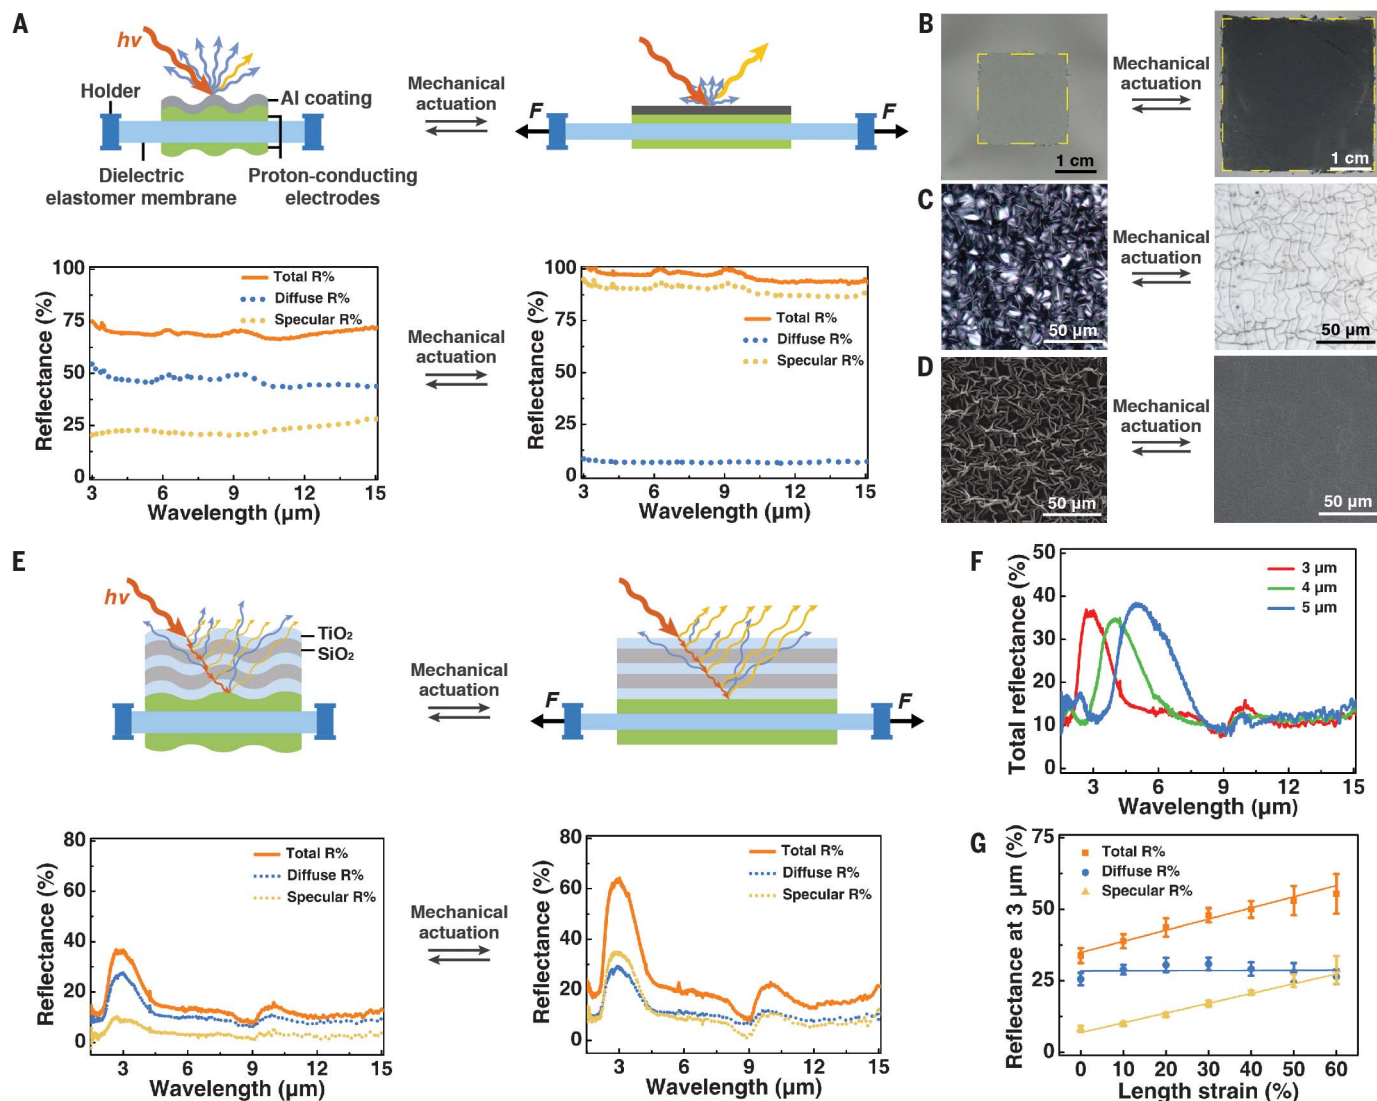 A
hv
Holder
Al coating
Dielectric
elastomer membrane
Proton-conducting
electrodes
Mechanical
actuation
F
F
100
75
50
25
0
Reflectance (%)
Total R%
Diffuse R%
Specular R%
3
6
9
12
15
Wavelength (µm)
Mechanical
actuation
100
75
50
25
0
Reflectance (%)
Total R%
Diffuse R%
Specular R%
3
6
9
12
15
Wavelength (µm)
B
1 cm
Mechanical
actuation
1 cm
C
50 µm
Mechanical
actuation
50 µm
D
50 µm
Mechanical
actuation
50 µm
E
hv
TiO₂
SiO₂
Mechanical
actuation
F
F
80
60
40
20
0
Reflectance (%)
Total R%
Diffuse R%
Specular R%
3
6
9
12
15
Wavelength (µm)
Mechanical
actuation
80
60
40
20
0
Reflectance (%)
Total R%
Diffuse R%
Specular R%
3
6
9
12
15
Wavelength (µm)
F
50
40
30
20
10
0
Total reflectance (%)
3 µm
4 µm
5 µm
3
6
9
12
15
Wavelength (µm)
G
75
50
25
0
Reflectance at 3 µm (%)
Total R%
Diffuse R%
Specular R%
0
10
20
30
40
50
60
Length strain (%)